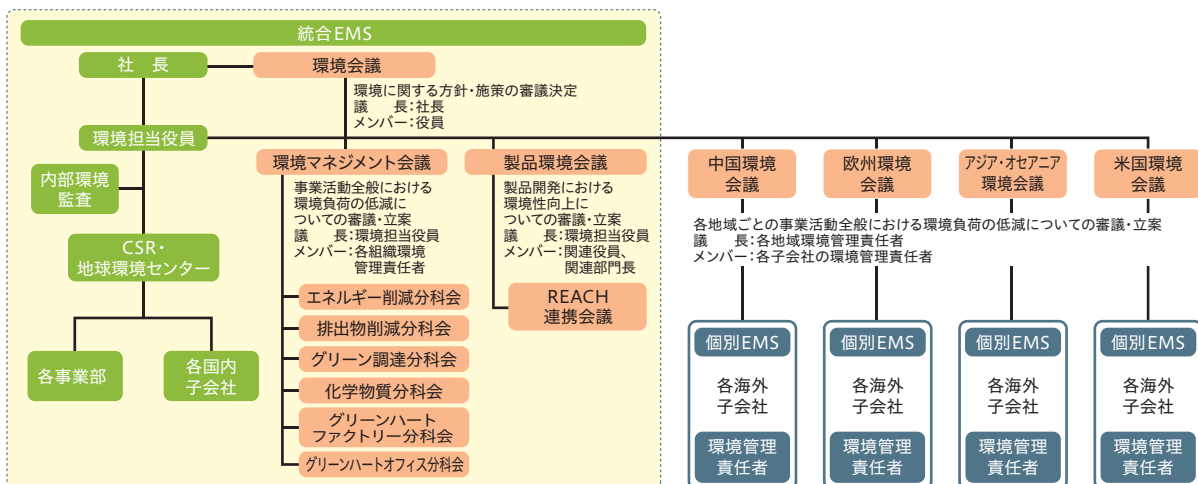 統合EMS
社　長
環境会議
環境に関する方針・施策の審議決定
議　　長：社長
メンバー：役員
環境担当役員
内部環境
監査
CSR・
地球環境センター
各事業部
各国内
子会社
環境マネジメント会議
事業活動全般における
環境負荷の低減に
ついての審議・立案
議　　長：環境担当役員
メンバー：各組織環境
管理責任者
エネルギー削減分科会
排出物削減分科会
グリーン調達分科会
化学物質分科会
グリーンハート
ファクトリー分科会
グリーンハートオフィス分科会
製品環境会議
製品開発における
環境性向上に
ついての審議・立案
議　　長：環境担当役員
メンバー：関連役員、
関連部門長
REACH
連携会議
中国環境
会議
欧州環境
会議
アジア・オセアニア
環境会議
米国環境
会議
各地域ごとの事業活動全般における環境負荷の低減についての審議・立案
議　　長：各地域環境管理責任者
メンバー：各子会社の環境管理責任者
個別EMS
各海外
子会社
環境管理
責任者
個別EMS
各海外
子会社
環境管理
責任者
個別EMS
各海外
子会社
環境管理
責任者
個別EMS
各海外
子会社
環境管理
責任者